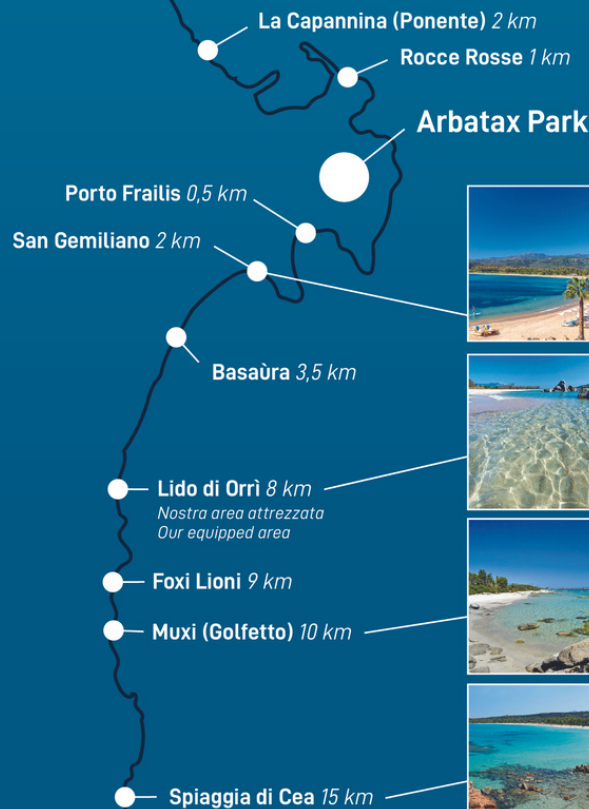 La Capannina (Ponente) 2 km
Rocce Rosse 1 km
Arbatax Park
Porto Frailis 0,5 km
San Gemiliano 2 km
Basaùra 3,5 km
Lido di Orrì 8 km
Nostra area attrezzata
Our equipped area
Foxi Lioni 9 km
Muxi (Golfetto) 10 km
Spiaggia di Cea 15 km